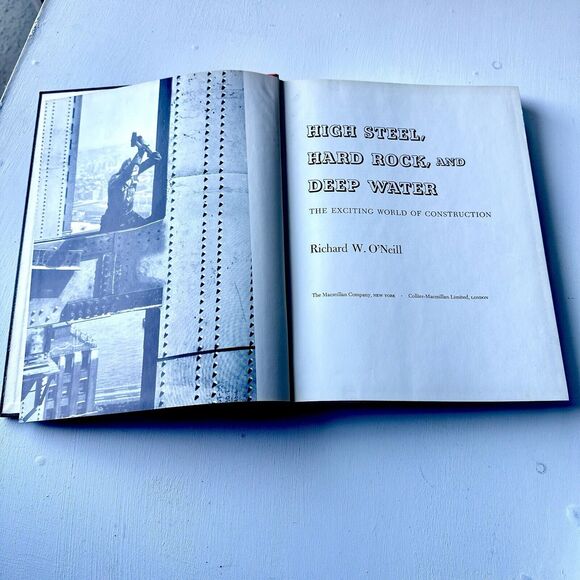 HIGH STEEL,
HARD ROCK, AND
DEEP WATER
THE EXCITING WORLD OF CONSTRUCTION
Richard W. O'Neill
The Macmillan Company, NEW YORK · Collier-Macmillan Limited, LONDON